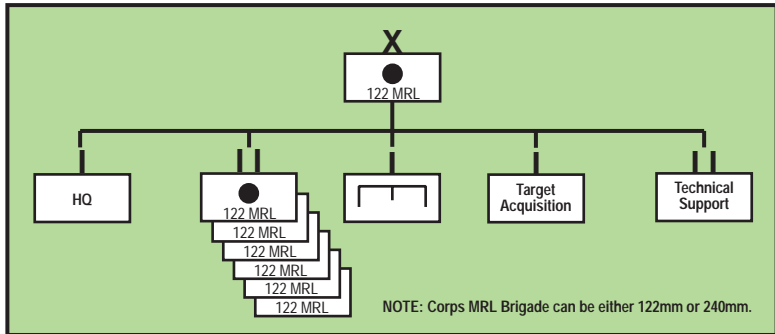 X
122 MRL
HQ
122 MRL
122 MRL
122 MRL
122 MRL
122 MRL
122 MRL
Target
Acquisition
Technical
Support
NOTE: Corps MRL Brigade can be either 122mm or 240mm.